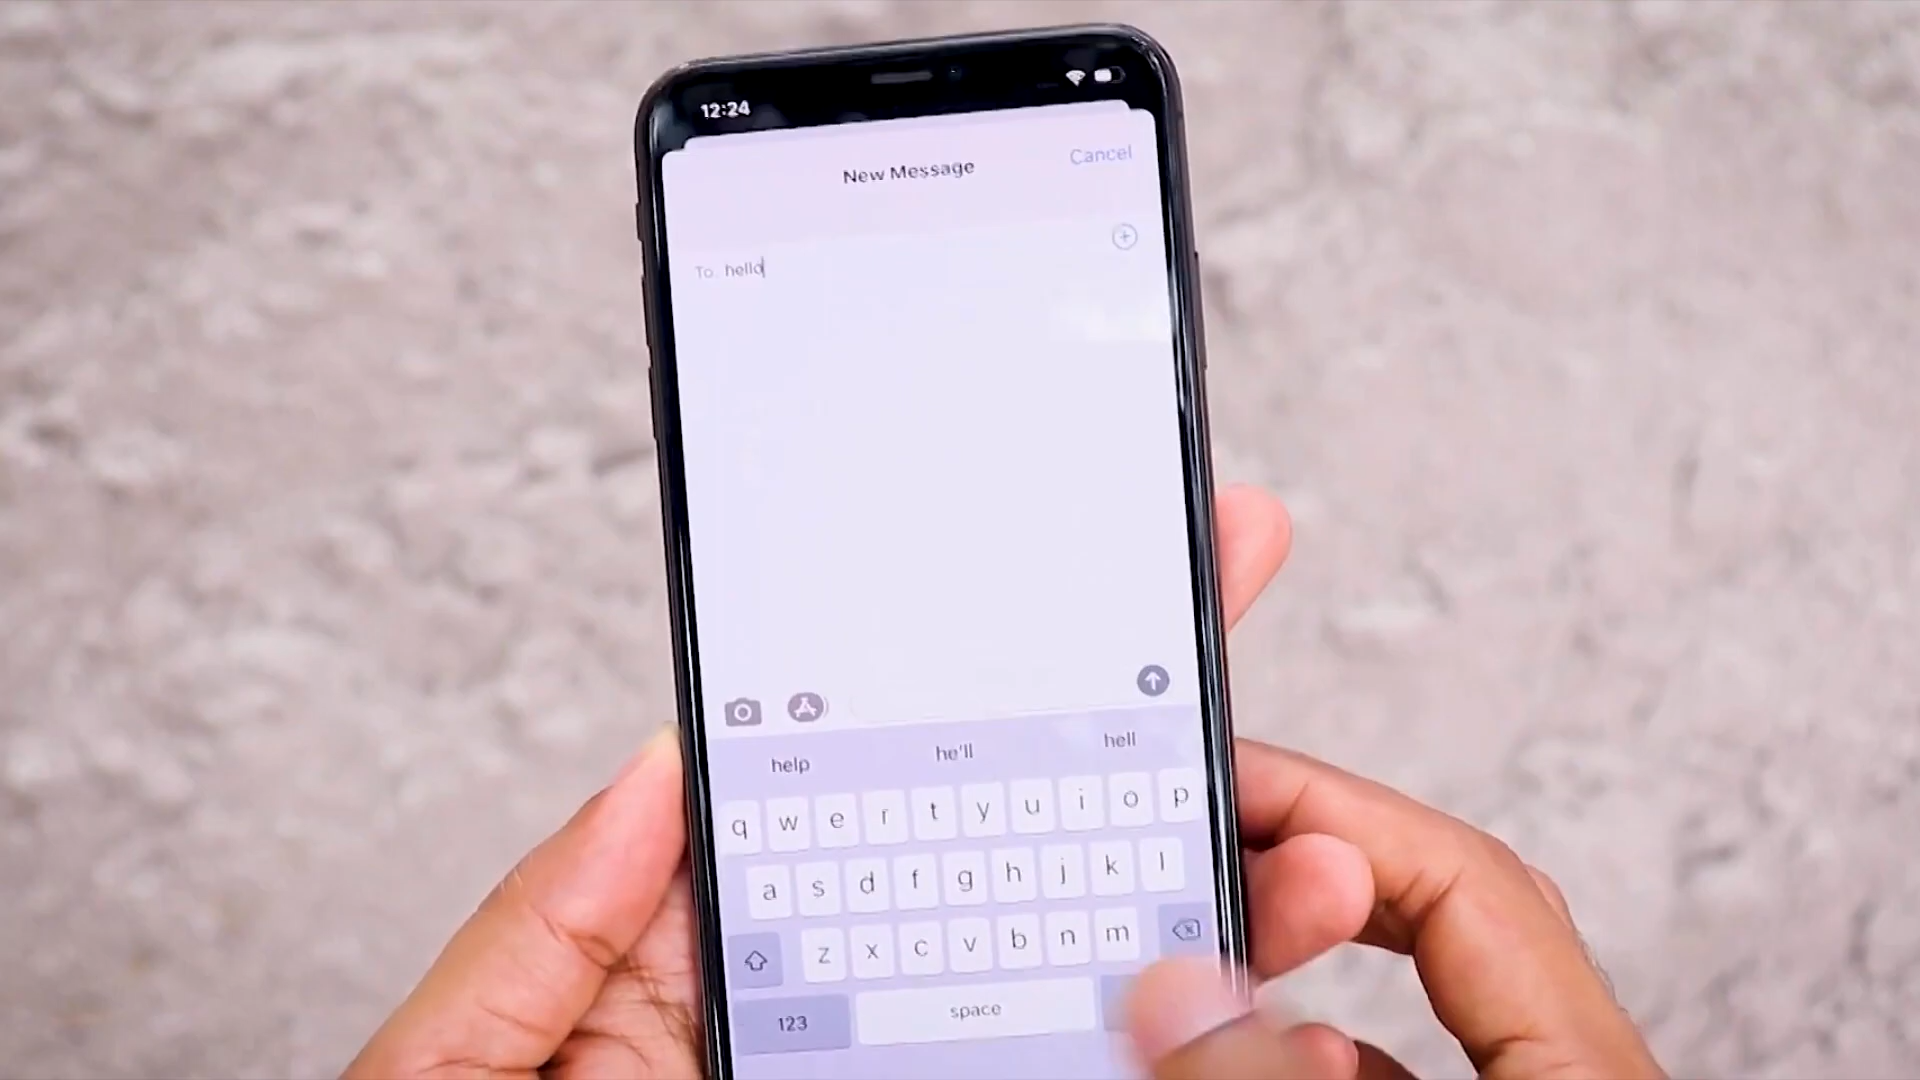 12:24
New Message
Cancel
To: hello
help he'll hell
q w e r t y u i o p
a s d f g h j k l
z x c v b n m
123 space